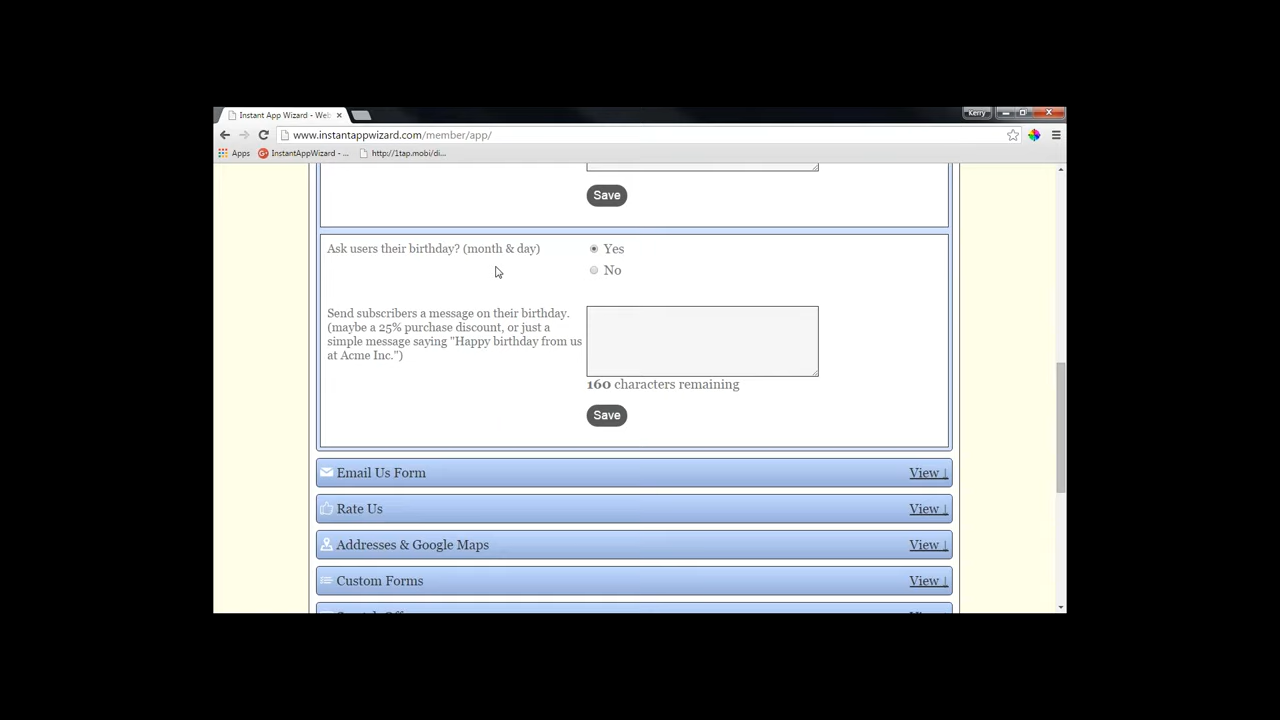 Instant App Wizard - Web
Kerry
www.instantappwizard.com/member/app/
Apps InstantAppWizard - ... http://1tap.mobi/di...
Save
Ask users their birthday? (month & day)
Yes
No
Send subscribers a message on their birthday.
(maybe a 25% purchase discount, or just a
simple message saying "Happy birthday from us
at Acme Inc.")
160 characters remaining
Save
Email Us Form View ↓
Rate Us View ↓
Addresses & Google Maps View ↓
Custom Forms View ↓